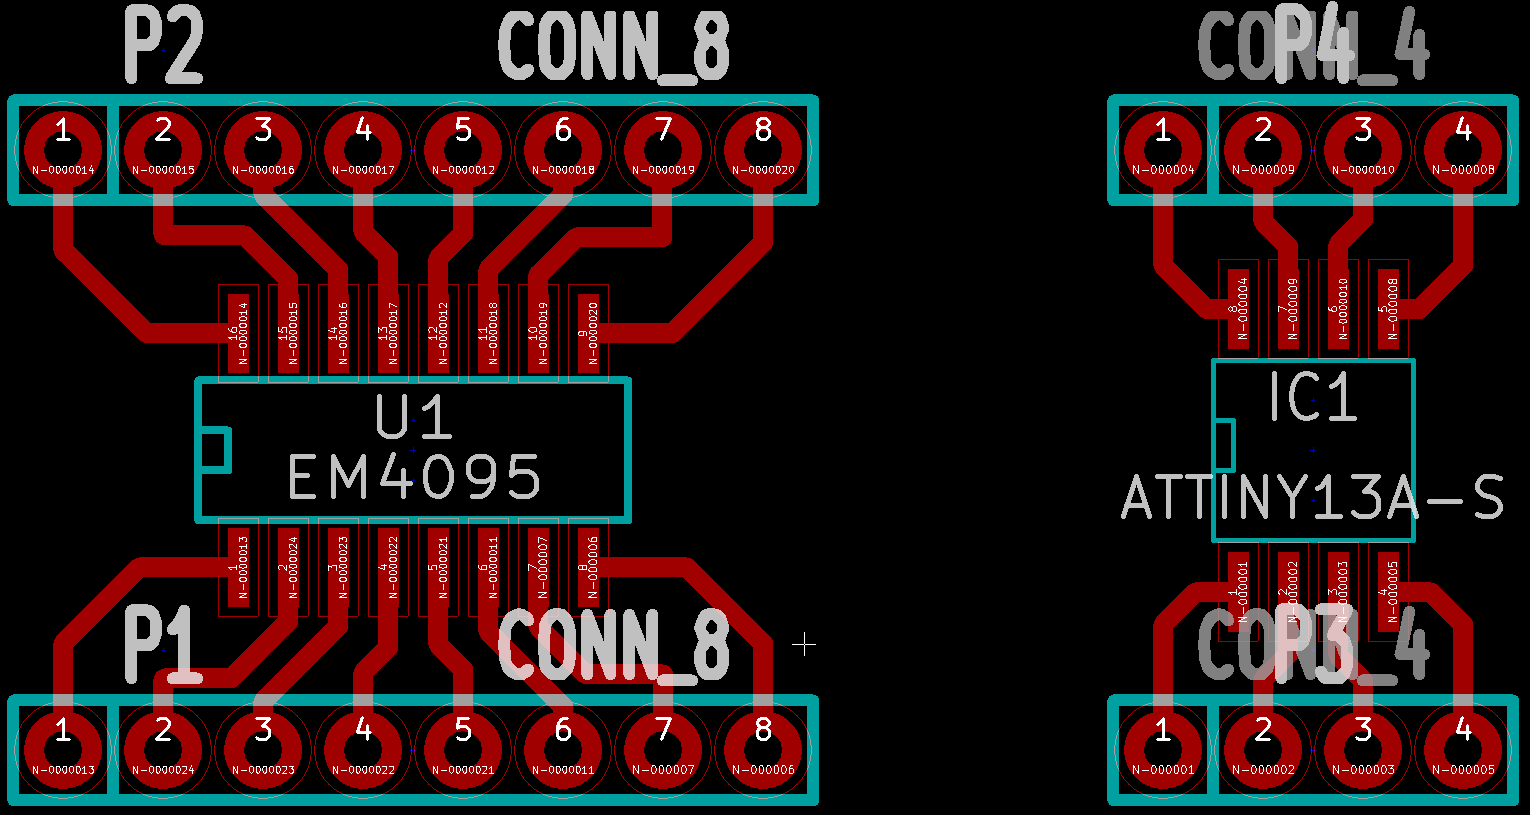 P2 CONN_8
1 2 3 4 5 6 7 8
N-0000014 N-0000015 N-0000016 N-0000017 N-0000012 N-0000018 N-0000019 N-0000020
16 15 14 13 12 11 10 9
N-0000014 N-0000015 N-0000016 N-0000017 N-0000012 N-0000018 N-0000019 N-0000020
U1
EM4095
1 2 3 4 5 6 7 8
N-0000013 N-0000024 N-0000023 N-0000022 N-0000021 N-0000011 N-000007 N-000006
P1 CONN_8
1 2 3 4 5 6 7 8
N-0000013 N-0000024 N-0000023 N-0000022 N-0000021 N-0000011 N-000007 N-000006
CONN_4
P4
1 2 3 4
N-000004 N-000009 N-0000010 N-000008
8 7 6 5
N-000004 N-000009 N-0000010 N-000008
IC1
ATTINY13A-S
1 2 3 4
N-000001 N-000002 N-000003 N-000005
CONN_4
P3
1 2 3 4
N-000001 N-000002 N-000003 N-000005